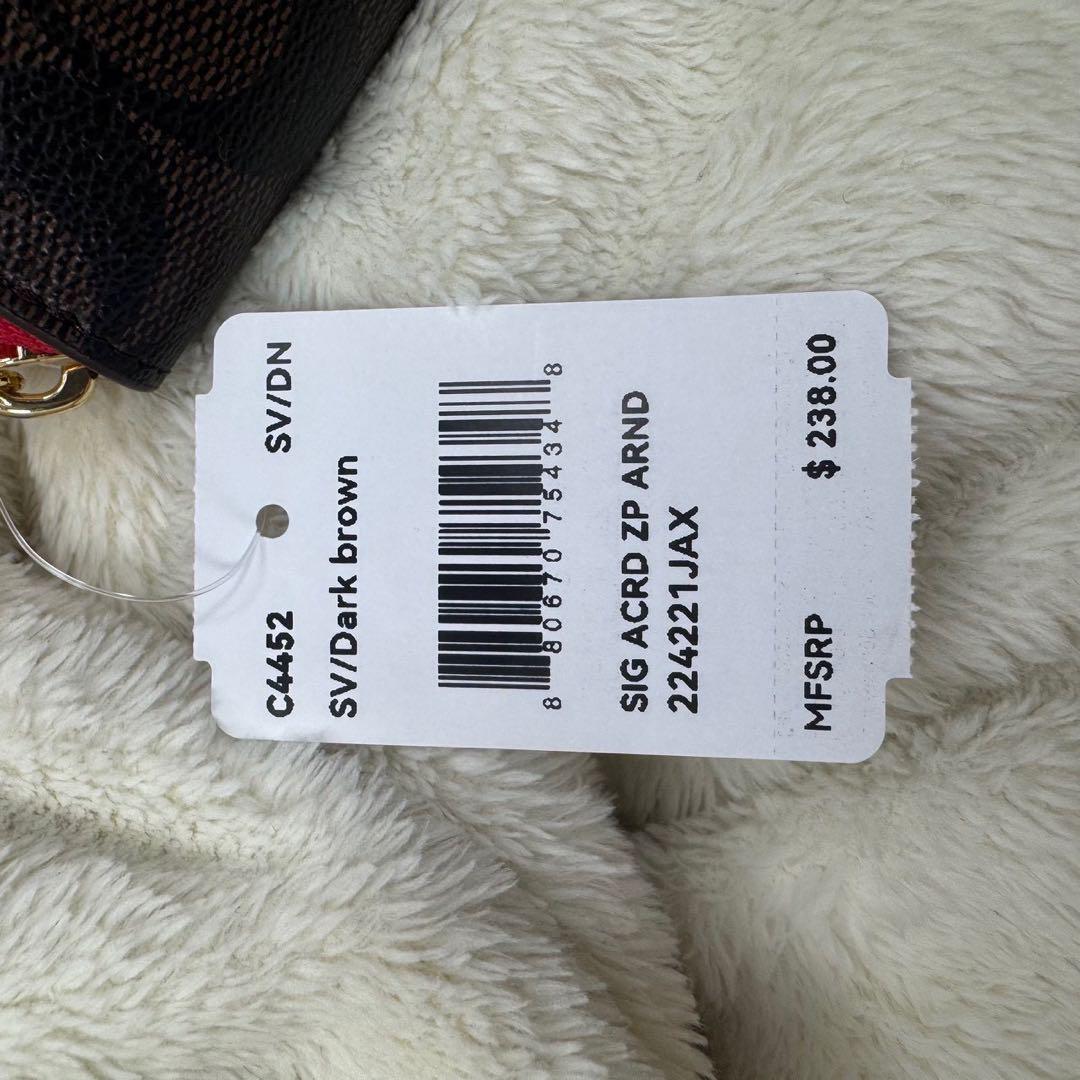 C4452 SV/DN
SV/Dark brown
8 80670 75434 8
SIG ACRD ZP ARND
224221JAX
MFSRP $ 238.00